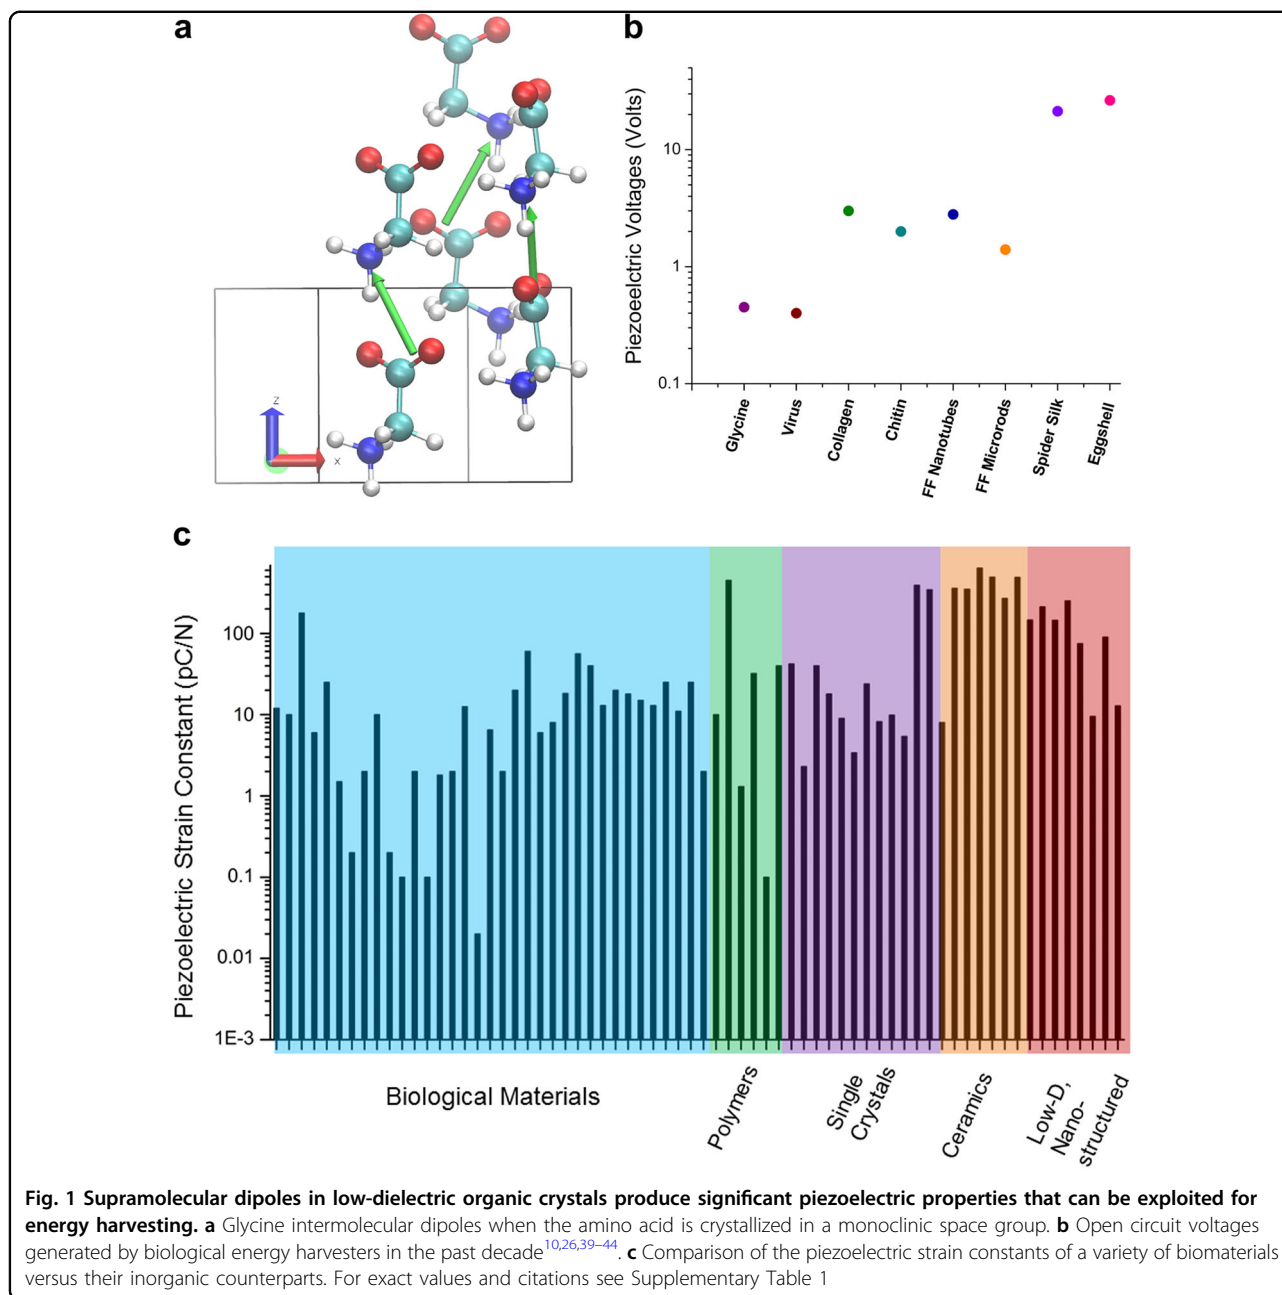 a
z
x
b
Piezoeelctric Voltages (Volts)
10
1
0.1
Glycine
Virus
Collagen
Chitin
FF Nanotubes
FF Microrods
Spider Silk
Eggshell
c
Piezoelectric Strain Constant (pC/N)
100
10
1
0.1
0.01
1E-3
Biological Materials
Polymers
Single
Crystals
Ceramics
Low-D,
Nano-
structured
Fig. 1 Supramolecular dipoles in low-dielectric organic crystals produce significant piezoelectric properties that can be exploited for
energy harvesting. a Glycine intermolecular dipoles when the amino acid is crystallized in a monoclinic space group. b Open circuit voltages
generated by biological energy harvesters in the past decade10,26,39–44. c Comparison of the piezoelectric strain constants of a variety of biomaterials
versus their inorganic counterparts. For exact values and citations see Supplementary Table 1